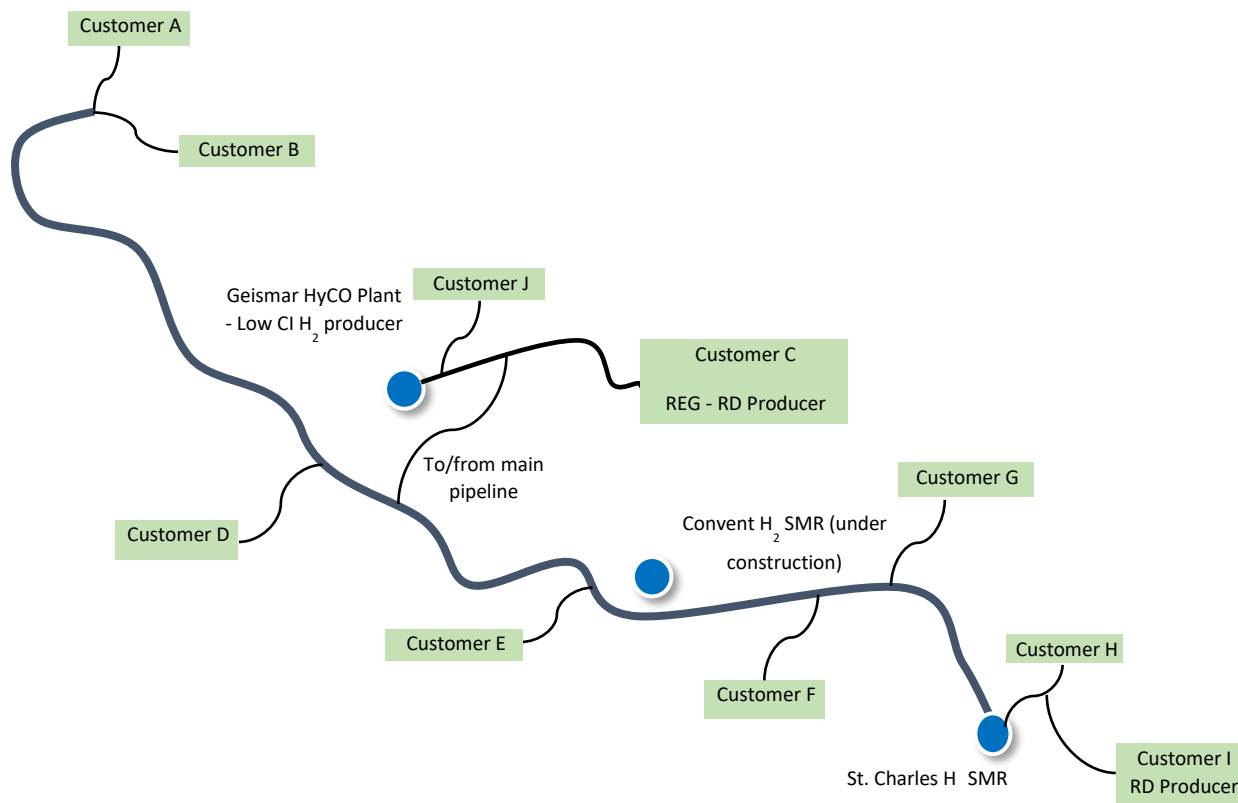 Customer A
Customer B
Geismar HyCO Plant
- Low CI H2 producer
Customer J
Customer C
REG - RD Producer
To/from main
pipeline
Customer D
Customer G
Convent H2 SMR (under
construction)
Customer E
Customer F
Customer H
St. Charles H SMR
Customer I
RD Producer